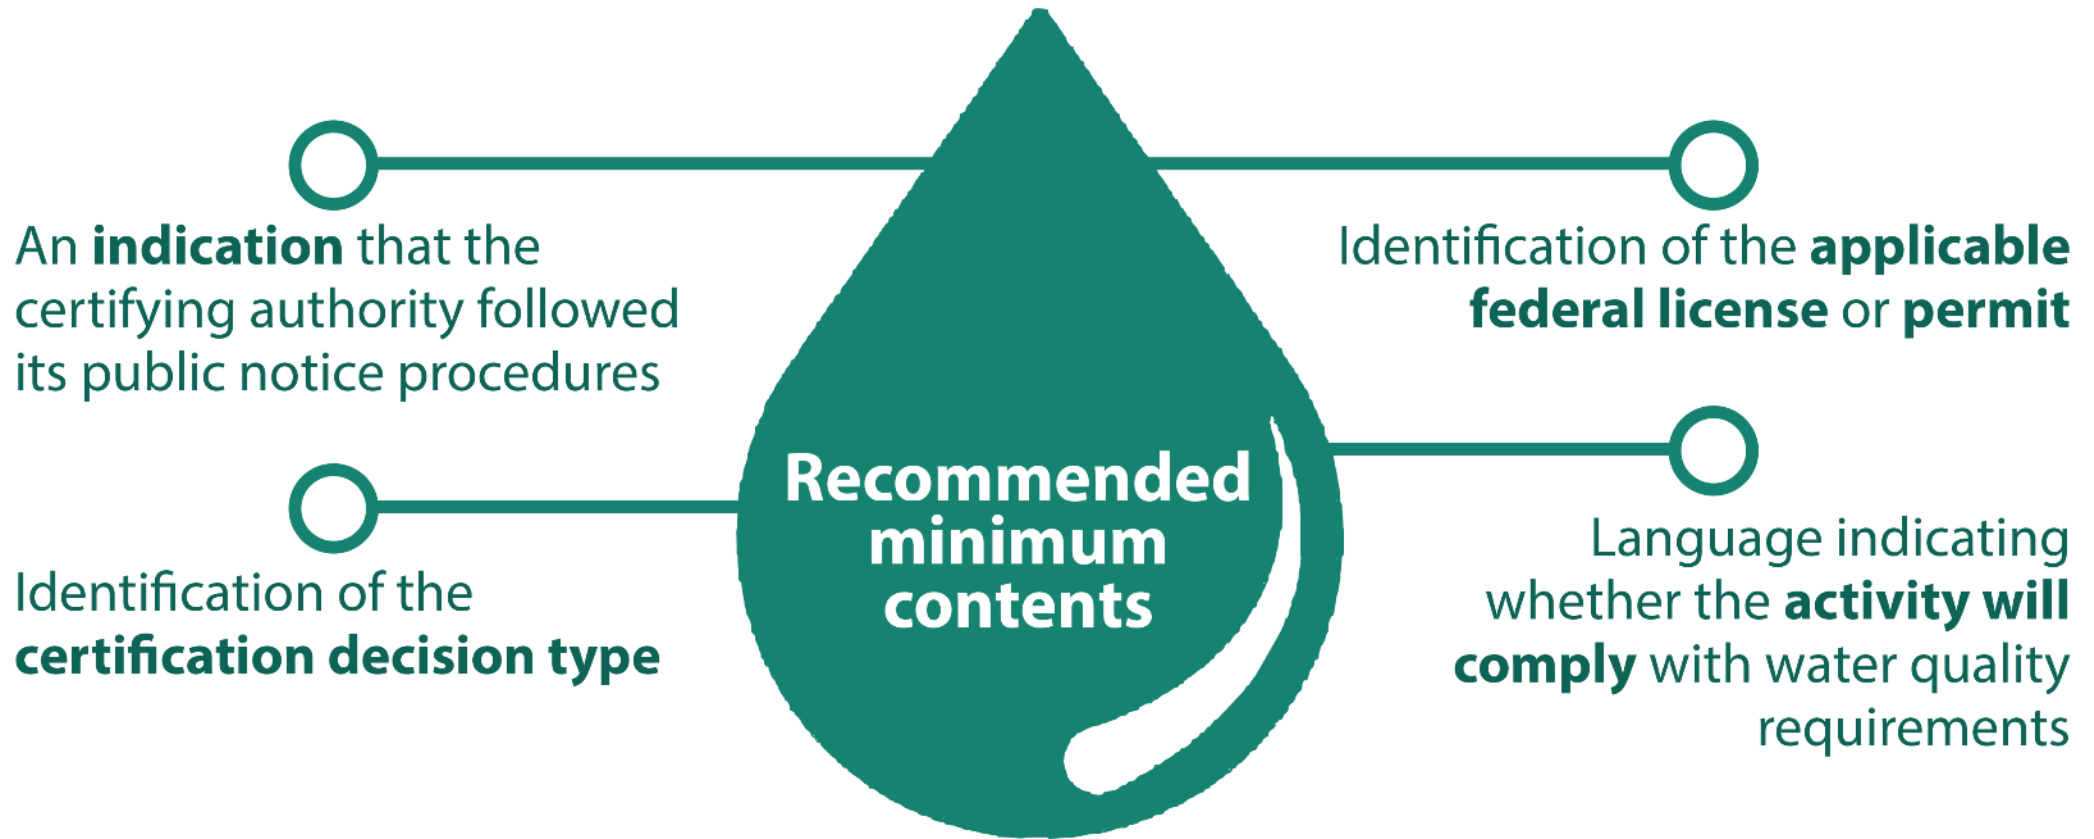 An indication that the
certifying authority followed
its public notice procedures
Identification of the
certification decision type
Recommended
minimum
contents
Identification of the applicable
federal license or permit
Language indicating
whether the activity will
comply with water quality
requirements